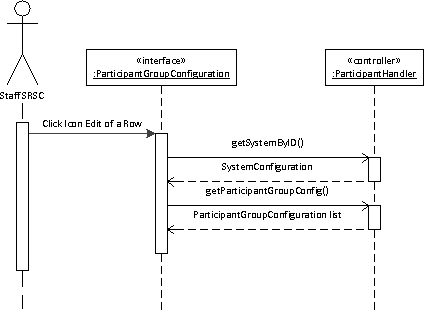 «interface»
:ParticipantGroupConfiguration
«controller»
:ParticipantHandler
StaffSRSC
Click Icon Edit of a Row
getSystemByID()
SystemConfiguration
getParticipantGroupConfig()
ParticipantGroupConfiguration list